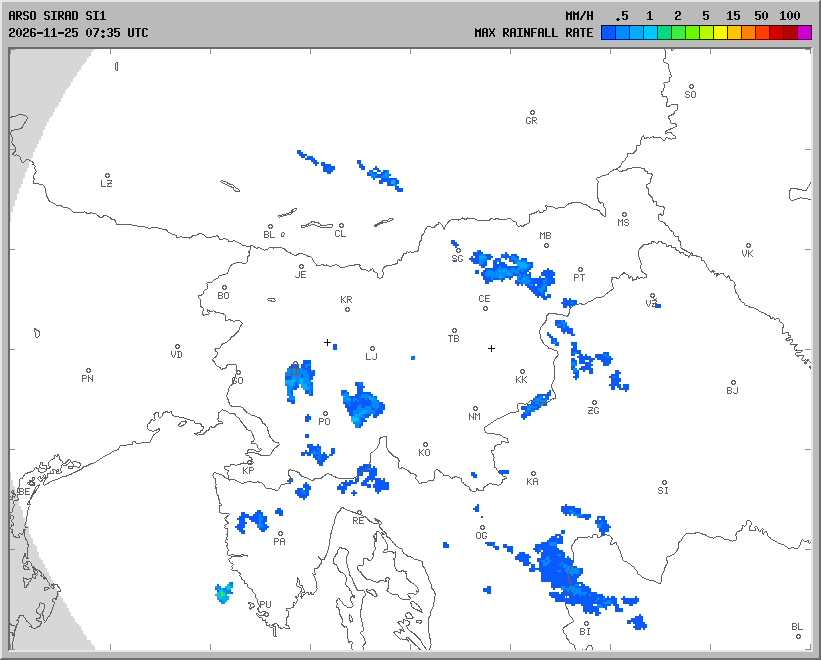 ARSO SIRAD SI1 MM/H .5 1 2 5 15 50 100
2026-11-25 07:35 UTC MAX RAINFALL RATE
SO
GR
LZ
MS
BL CL MB VK
SG
JE PT
BO KR CE VŽ
TB
VD LJ
PN GO KK BJ
PO NM ZG
KO
KP KA
BE SI
RE
PA OG
PU
BI BL